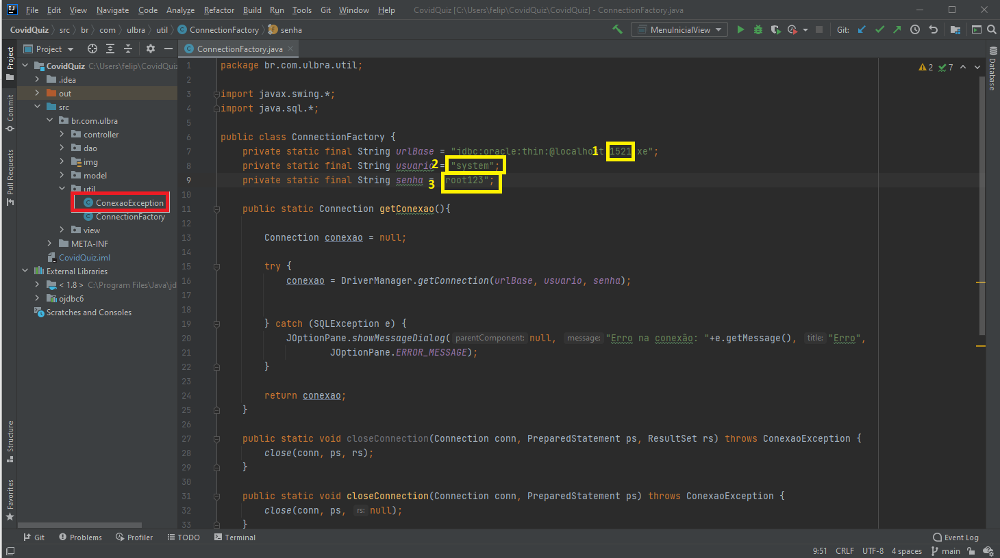 File Edit View Navigate Code Analyze Refactor Build Run Tools Git Window Help CovidQuiz [C:\Users\felip\CovidQuiz\CovidQuiz] - ConnectionFactory.java
CovidQuiz src br com ulbra util ConnectionFactory senha MenuInicialView Git:
Project ConnectionFactory.java
CovidQuiz C:\Users\felip\CovidQuiz
.idea
out
src
br.com.ulbra
controller
dao
img
model
util
ConexaoException
ConnectionFactory
view
META-INF
CovidQuiz.iml
External Libraries
< 1.8 > C:\Program Files\Java\jd
ojdbc6
Scratches and Consoles
Project
Commit
Pull Requests
Structure
Favorites
Database
2 7
1 package br.com.ulbra.util;
2
3 import javax.swing.*;
4 import java.sql.*;
5
6 public class ConnectionFactory {
7 private static final String urlBase = "jdbc:oracle:thin:@localhost 1 1521 xe";
8 private static final String usuario 2 = "system";
9 private static final String senha = 3 root123";
10
11 public static Connection getConexao(){
12
13 Connection conexao = null;
14
15 try {
16 conexao = DriverManager.getConnection(urlBase, usuario, senha);
17
18
19 } catch (SQLException e) {
20 JOptionPane.showMessageDialog( parentComponent: null, message: "Erro na conexão: "+e.getMessage(), title: "Erro",
21 JOptionPane.ERROR_MESSAGE);
22 }
23
24 return conexao;
25 }
26
27 public static void closeConnection(Connection conn, PreparedStatement ps, ResultSet rs) throws ConexaoException {
28 close(conn, ps, rs);
29 }
30
31 public static void closeConnection(Connection conn, PreparedStatement ps) throws ConexaoException {
32 close(conn, ps, rs: null);
33 }
Git Problems Profiler TODO Terminal Event Log
9:51 CRLF UTF-8 4 spaces main